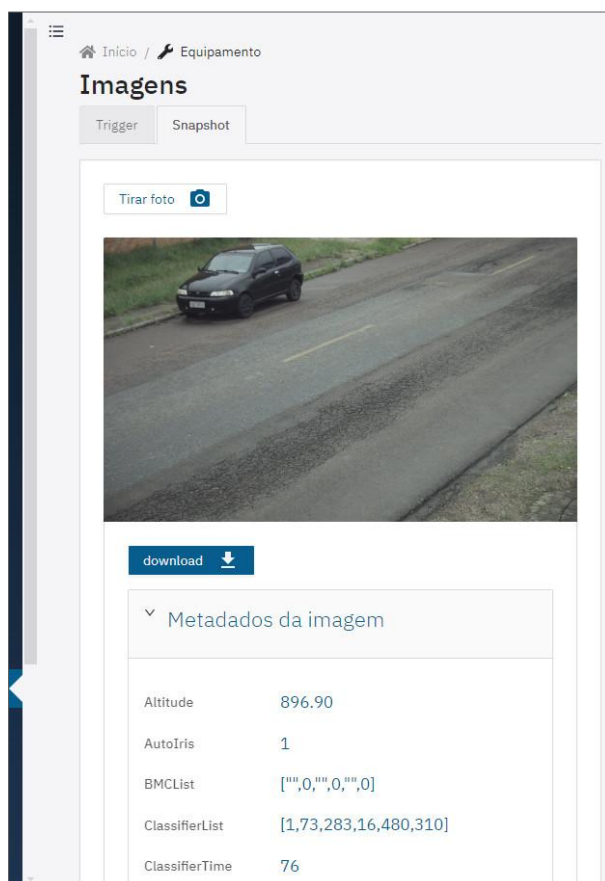 Início / Equipamento
Imagens
Trigger Snapshot
Tirar foto
download
Metadados da imagem
Altitude 896.90
AutoIris 1
BMCList ["",0,"",0,"",0]
ClassifierList [1,73,283,16,480,310]
ClassifierTime 76